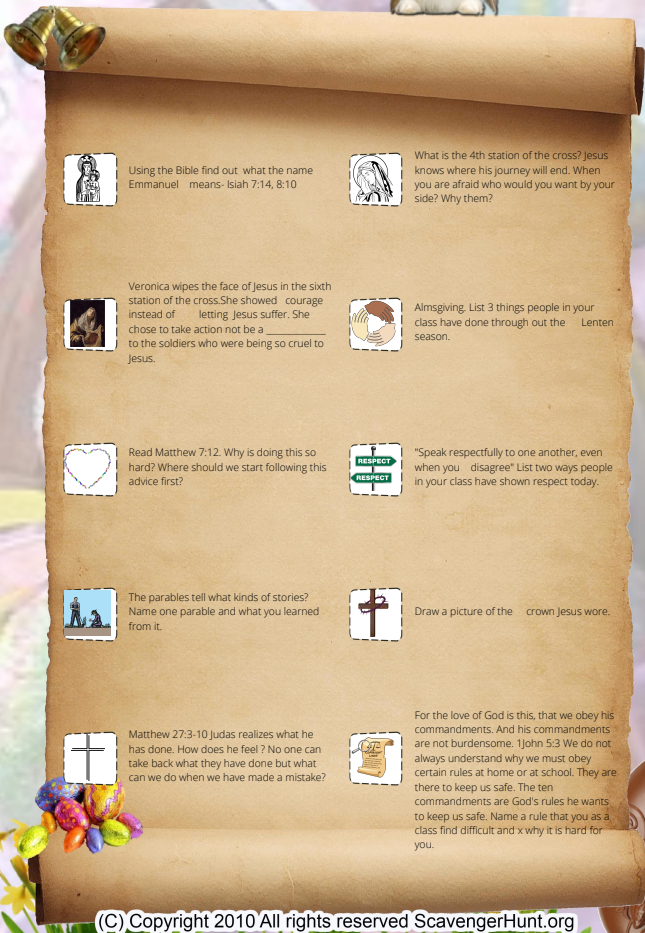 Using the Bible find out what the name
Emmanuel means- Isiah 7:14, 8:10
What is the 4th station of the cross? Jesus
knows where his journey will end. When
you are afraid who would you want by your
side? Why them?
Veronica wipes the face of Jesus in the sixth
station of the cross.She showed courage
instead of letting Jesus suffer. She
chose to take action not be a ____________
to the soldiers who were being so cruel to
Jesus.
Almsgiving. List 3 things people in your
class have done through out the Lenten
season.
Read Matthew 7:12. Why is doing this so
hard? Where should we start following this
advice first?
RESPECT
RESPECT
"Speak respectfully to one another, even
when you disagree" List two ways people
in your class have shown respect today.
The parables tell what kinds of stories?
Name one parable and what you learned
from it.
Draw a picture of the crown Jesus wore.
Matthew 27:3-10 Judas realizes what he
has done. How does he feel ? No one can
take back what they have done but what
can we do when we have made a mistake?
For the love of God is this, that we obey his
commandments. And his commandments
are not burdensome. 1John 5:3 We do not
always understand why we must obey
certain rules at home or at school. They are
there to keep us safe. The ten
commandments are God's rules he wants
to keep us safe. Name a rule that you as a
class find difficult and x why it is hard for
you.
(C) Copyright 2010 All rights reserved ScavengerHunt.org